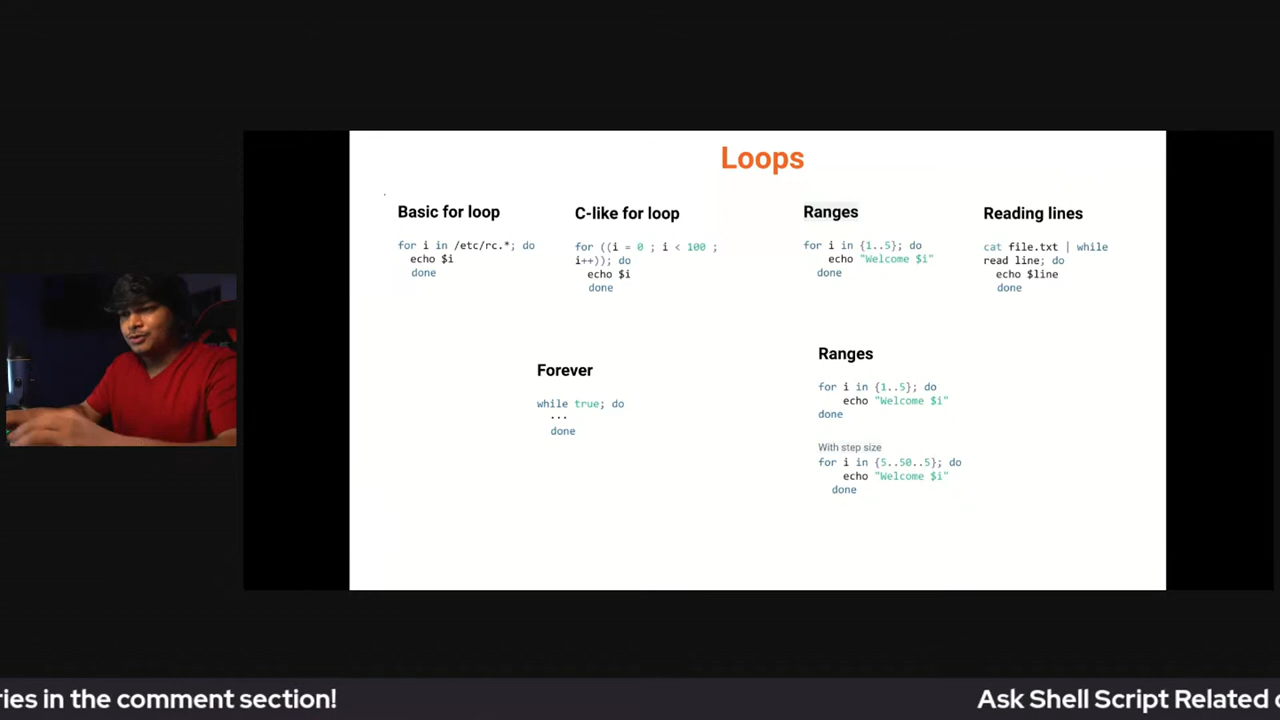 Loops
Basic for loop
for i in /etc/rc.*; do
echo $i
done
C-like for loop
for ((i = 0 ; i < 100 ;
i++)); do
echo $i
done
Ranges
for i in {1..5}; do
echo "Welcome $i"
done
Reading lines
cat file.txt | while
read line; do
echo $line
done
Forever
while true; do
...
done
Ranges
for i in {1..5}; do
echo "Welcome $i"
done
With step size
for i in {5..50..5}; do
echo "Welcome $i"
done
ries in the comment section!
Ask Shell Script Related